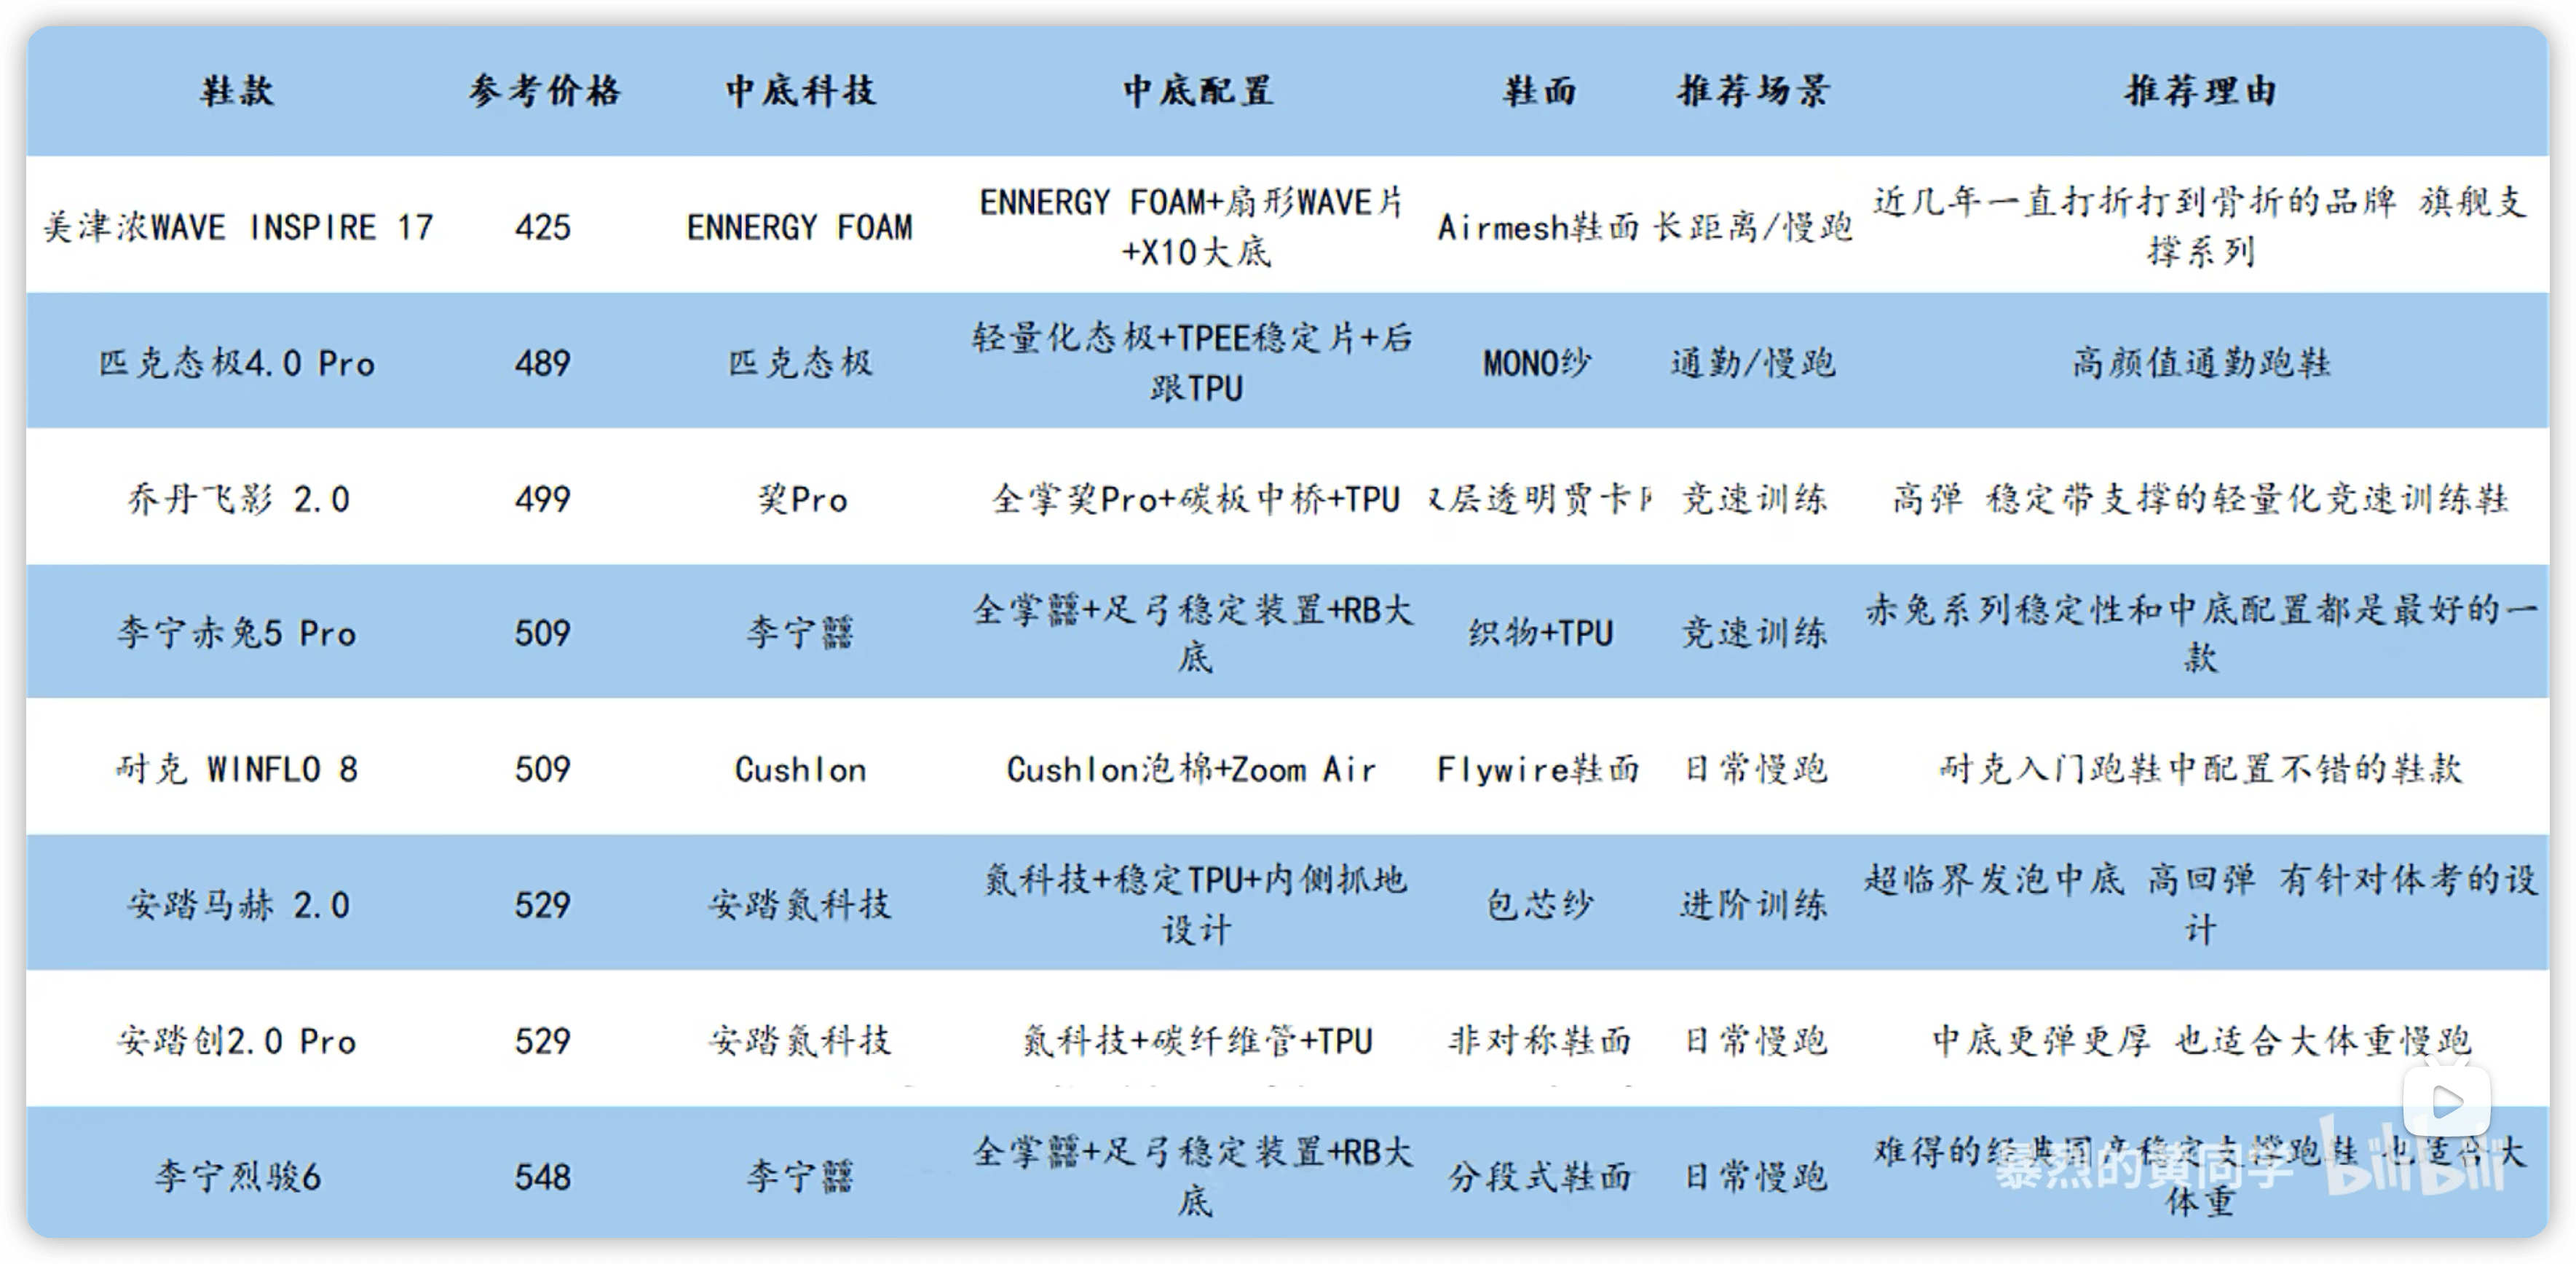 鞋款
参考价格
中底科技
中底配置
鞋面
推荐场景
推荐理由
美津浓WAVE INSPIRE 17
425
ENNERGY FOAM
ENNERGY FOAM+扇形WAVE片
+X10大底
Airmesh鞋面
长距离/慢跑
近几年一直打折打到骨折的品牌 旗舰支
撑系列
匹克态极4.0 Pro
489
匹克态极
轻量化态极+TPEE稳定片+后
跟TPU
MONO纱
通勤/慢跑
高颜值通勤跑鞋
乔丹飞影 2.0
499
巭Pro
全掌巭Pro+碳板中桥+TPU
层透明贾卡
竞速训练
高弹 稳定带支撑的轻量化竞速训练鞋
李宁赤兔5 Pro
509
李宁䨻
全掌䨻+足弓稳定装置+RB大
底
织物+TPU
竞速训练
赤兔系列稳定性和中底配置都是最好的一
款
耐克 WINFLO 8
509
Cushlon
Cushlon泡棉+Zoom Air
Flywire鞋面
日常慢跑
耐克入门跑鞋中配置不错的鞋款
安踏马赫 2.0
529
安踏氮科技
氮科技+稳定TPU+内侧抓地
设计
包芯纱
进阶训练
超临界发泡中底 高回弹 有针对体考的设
计
安踏创2.0 Pro
529
安踏氮科技
氮科技+碳纤维管+TPU
非对称鞋面
日常慢跑
中底更弹更厚 也适合大体重慢跑
李宁烈骏6
548
李宁䨻
全掌䨻+足弓稳定装置+RB大
底
分段式鞋面
日常慢跑
难得的经典国产稳定支撑跑鞋 也适合大
体重
暴烈的黄同学 bilibili